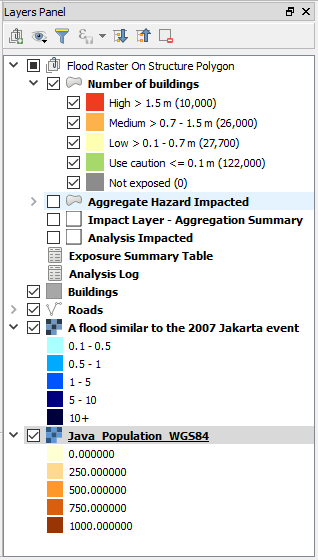 Layers Panel
Flood Raster On Structure Polygon
Number of buildings
High > 1.5 m (10,000)
Medium > 0.7 - 1.5 m (26,000)
Low > 0.1 - 0.7 m (27,700)
Use caution <= 0.1 m (122,000)
Not exposed (0)
Aggregate Hazard Impacted
Impact Layer - Aggregation Summary
Analysis Impacted
Exposure Summary Table
Analysis Log
Buildings
Roads
A flood similar to the 2007 Jakarta event
0.1 - 0.5
0.5 - 1
1 - 5
5 - 10
10+
Java_Population_WGS84
0.000000
250.000000
500.000000
750.000000
1000.000000